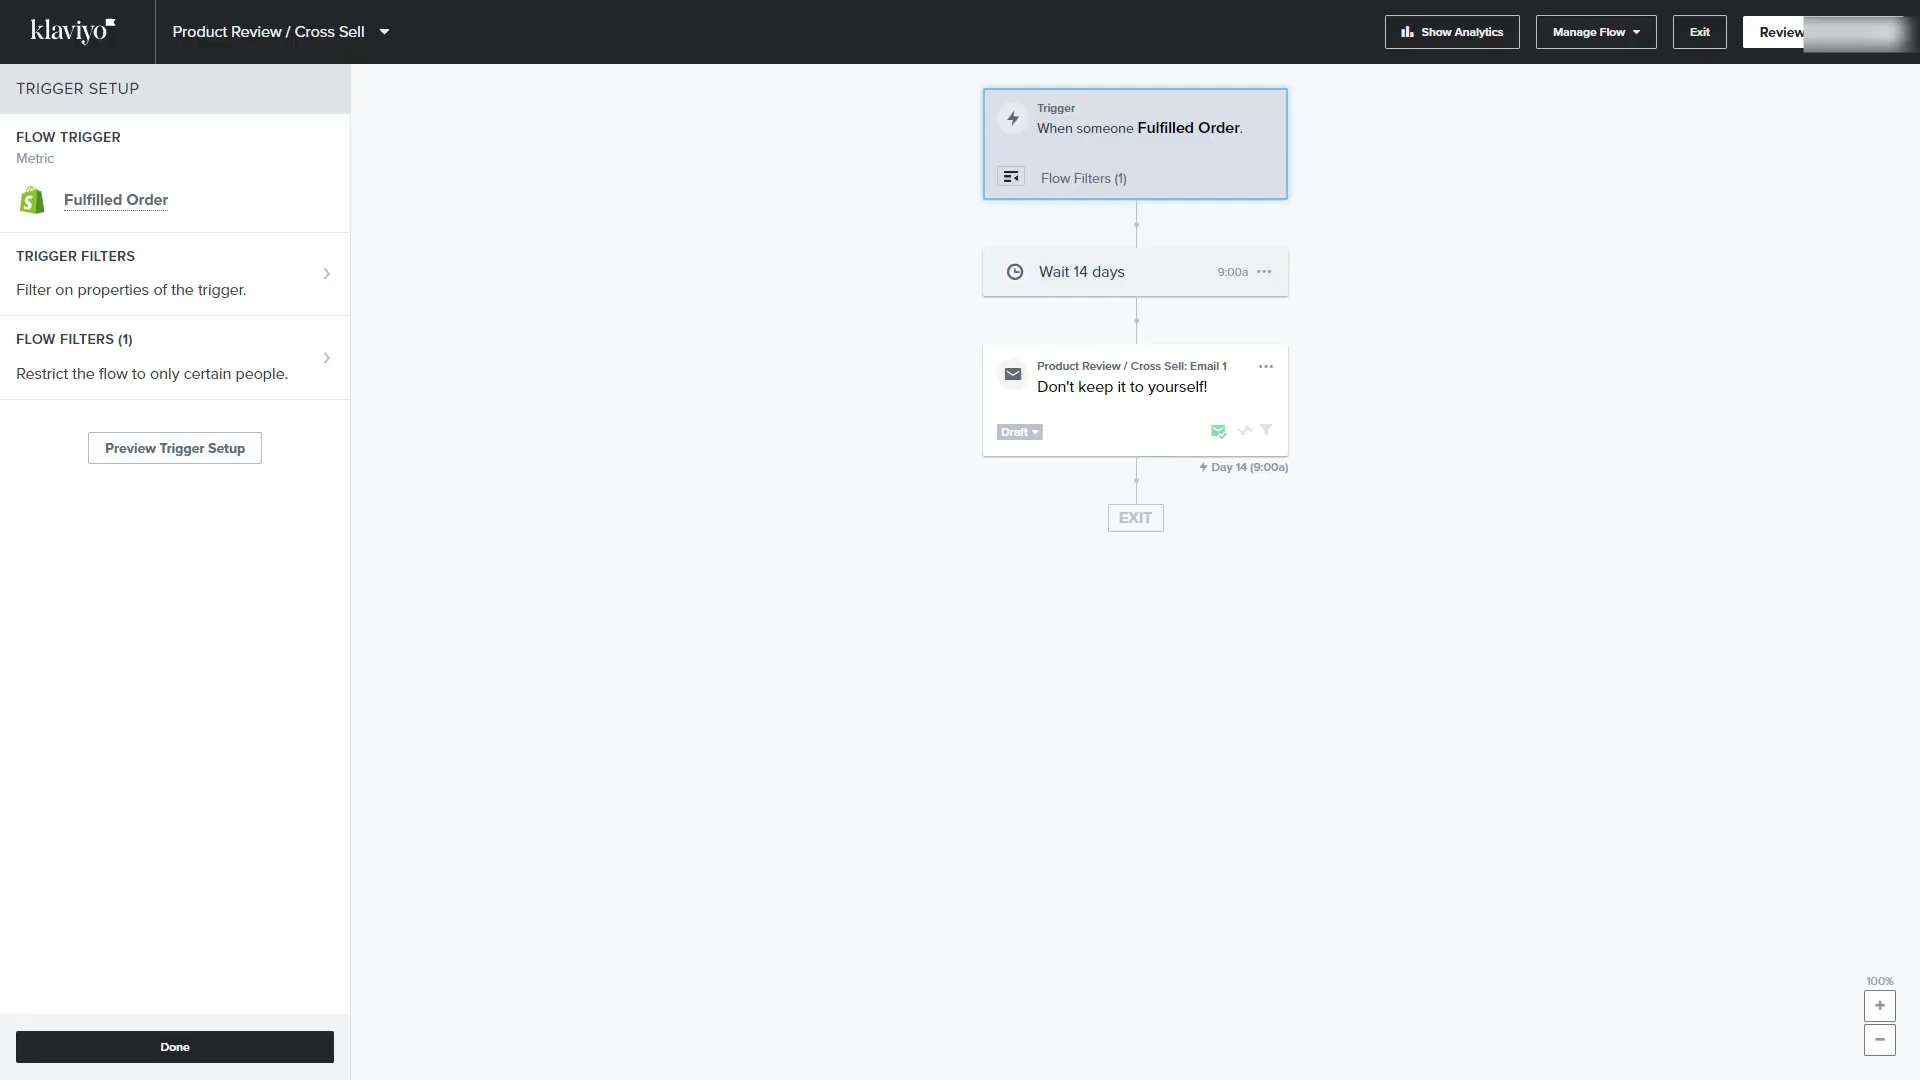 klaviyo
Product Review / Cross Sell
Show Analytics
Manage Flow
Exit
Review
TRIGGER SETUP
FLOW TRIGGER
Metric
Fulfilled Order
TRIGGER FILTERS
Filter on properties of the trigger.
FLOW FILTERS (1)
Restrict the flow to only certain people.
Preview Trigger Setup
Done
Trigger
When someone Fulfilled Order.
Flow Filters (1)
Wait 14 days
9:00a
Product Review / Cross Sell: Email 1
Don't keep it to yourself!
Draft
Day 14 (9:00a)
EXIT
100%
+
−